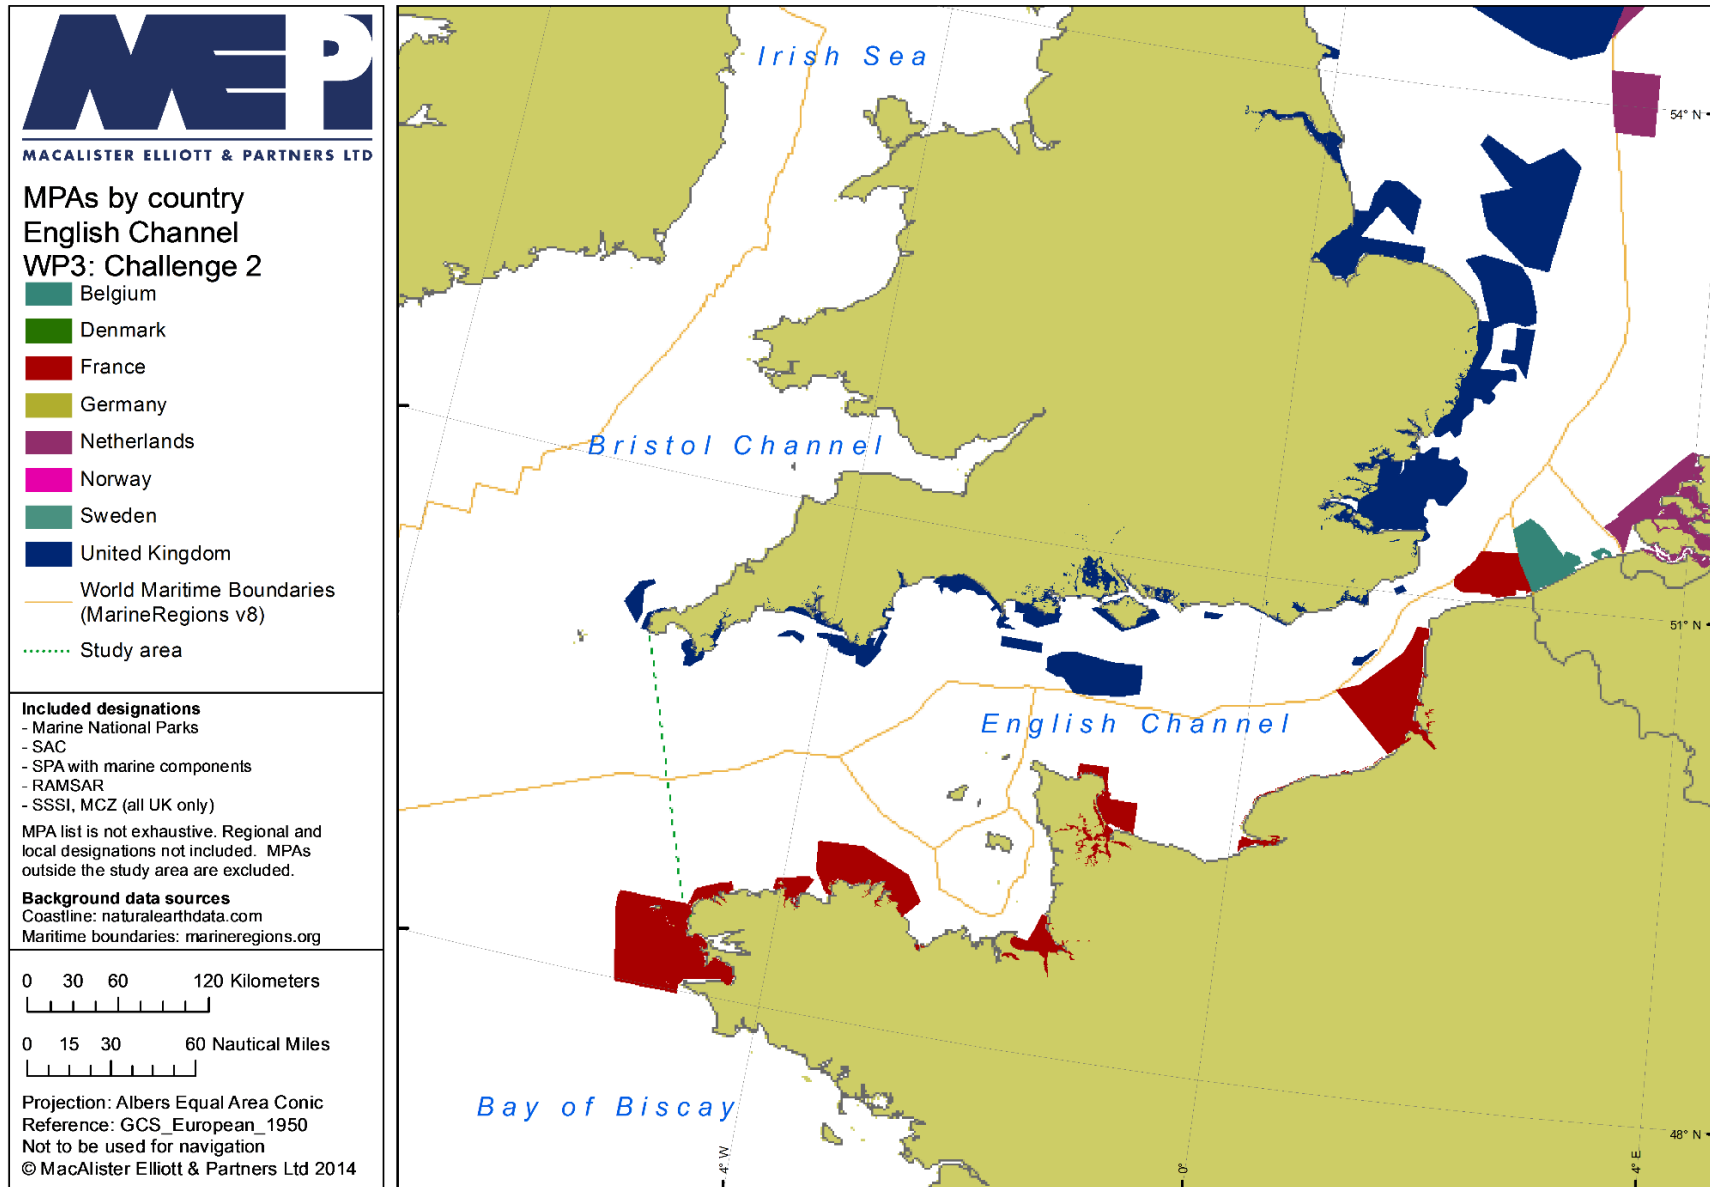 MEP
MACALISTER ELLIOTT & PARTNERS LTD
MPAs by country
English Channel
WP3: Challenge 2
Belgium
Denmark
France
Germany
Netherlands
Norway
Sweden
United Kingdom
World Maritime Boundaries
(MarineRegions v8)
Study area
Included designations
- Marine National Parks
- SAC
- SPA with marine components
- RAMSAR
- SSSI, MCZ (all UK only)
MPA list is not exhaustive. Regional and
local designations not included. MPAs
outside the study area are excluded.
Background data sources
Coastline: naturalearthdata.com
Maritime boundaries: marineregions.org
0 30 60 120 Kilometers
0 15 30 60 Nautical Miles
Projection: Albers Equal Area Conic
Reference: GCS_European_1950
Not to be used for navigation
© MacAlister Elliott & Partners Ltd 2014
Irish Sea
54° N
Bristol Channel
51° N
English Channel
Bay of Biscay
48° N
4° W
0°
4° E